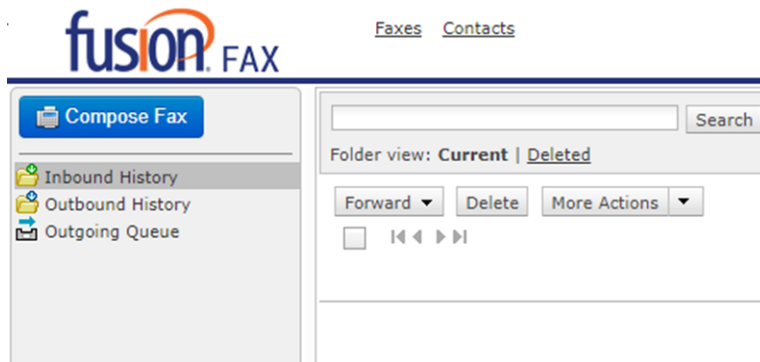 fusion FAX
Faxes Contacts
Compose Fax
Search
Folder view: Current | Deleted
Inbound History
Outbound History
Outgoing Queue
Forward Delete More Actions